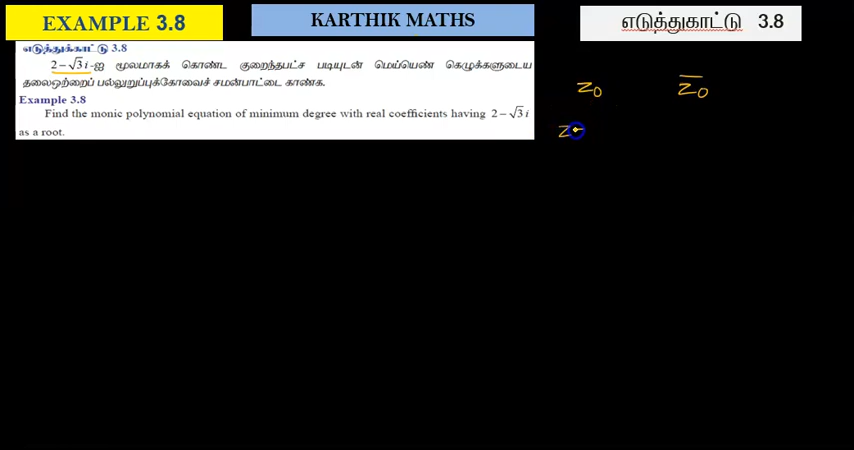 EXAMPLE 3.8
KARTHIK MATHS
எடுத்துகாட்டு 3.8
எடுத்துக்காட்டு 3.8
2 − √3 i -ஐ மூலமாகக் கொண்ட குறைந்தபட்ச படியுடன் மெய்யெண் கெழுக்களுடைய
தலைஒற்றைப் பல்லுறுப்புக்கோவைச் சமன்பாட்டை காண்க.
Example 3.8
Find the monic polynomial equation of minimum degree with real coefficients having 2 − √3 i
as a root.
z₀ z̅₀
z